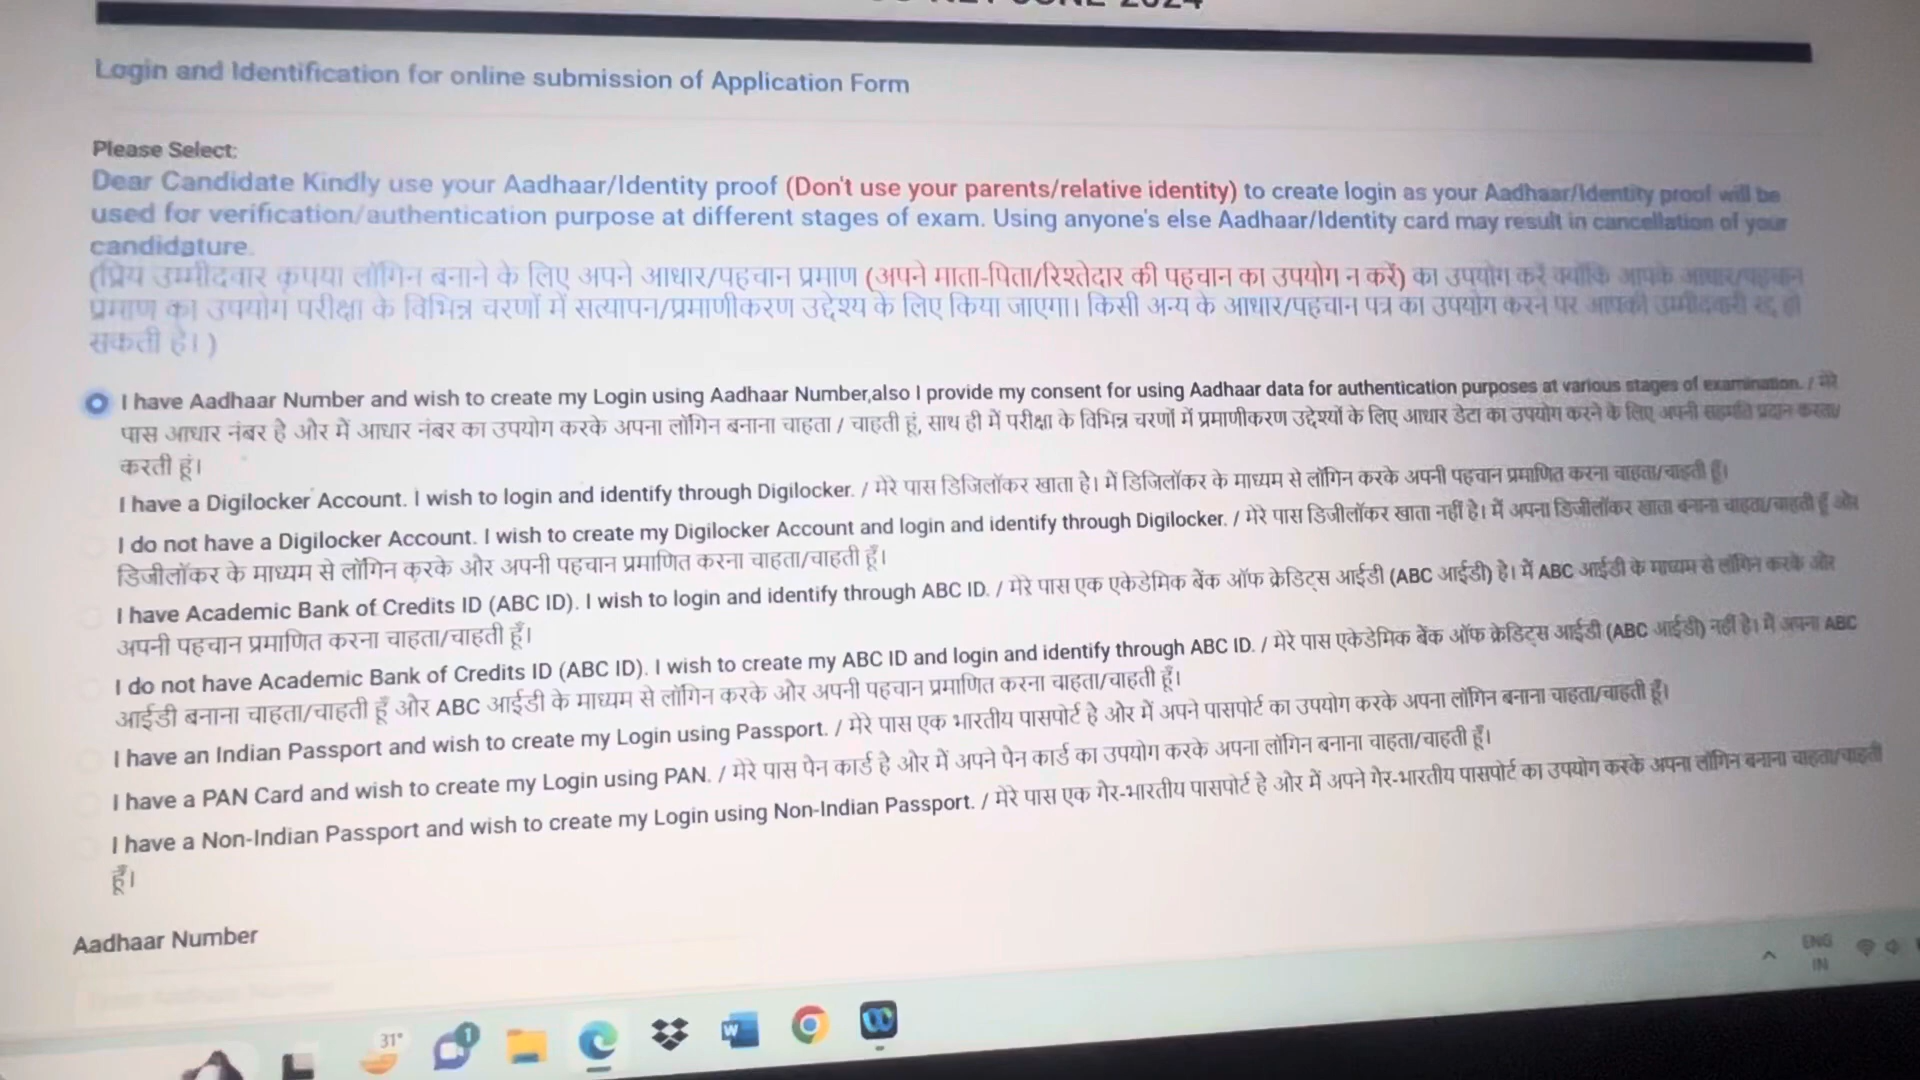 JUNE 2024
Login and Identification for online submission of Application Form
Please Select:
Dear Candidate Kindly use your Aadhaar/Identity proof (Don't use your parents/relative identity) to create login as your Aadhaar/Identity proof will be
used for verification/authentication purpose at different stages of exam. Using anyone's else Aadhaar/Identity card may result in cancellation of your
candidature.
(प्रिय उम्मीदवार कृपया लॉगिन बनाने के लिए अपने आधार/पहचान प्रमाण (अपने माता-पिता/रिश्तेदार की पहचान का उपयोग न करें) का उपयोग करें क्योंकि आपके आधार/पहचान
प्रमाण का उपयोग परीक्षा के विभिन्न चरणों में सत्यापन/प्रमाणीकरण उद्देश्य के लिए किया जाएगा। किसी अन्य के आधार/पहचान पत्र का उपयोग करने पर आपकी उम्मीदवारी रद्द हो
सकती है।)
I have Aadhaar Number and wish to create my Login using Aadhaar Number,also I provide my consent for using Aadhaar data for authentication purposes at various stages of examination. / मेरे
पास आधार नंबर है और मैं आधार नंबर का उपयोग करके अपना लॉगिन बनाना चाहता / चाहती हूं, साथ ही में परीक्षा के विभिन्न चरणों में प्रमाणीकरण उद्देश्यों के लिए आधार डेटा का उपयोग करने के लिए अपनी सहमति प्रदान करता/
करती हूं।
I have a Digilocker Account. I wish to login and identify through Digilocker. / मेरे पास डिजिलॉकर खाता है। मैं डिजिलॉकर के माध्यम से लॉगिन करके अपनी पहचान प्रमाणित करना चाहता/चाहती हूँ।
I do not have a Digilocker Account. I wish to create my Digilocker Account and login and identify through Digilocker. / मेरे पास डिजीलॉकर खाता नहीं है। मैं अपना डिजीलॉकर खाता बनाना चाहता/चाहती हूँ और
डिजीलॉकर के माध्यम से लॉगिन करके और अपनी पहचान प्रमाणित करना चाहता/चाहती हूँ।
I have Academic Bank of Credits ID (ABC ID). I wish to login and identify through ABC ID. / मेरे पास एक एकेडेमिक बैंक ऑफ क्रेडिट्स आईडी (ABC आईडी) है। मैं ABC आईडी के माध्यम से लॉगिन करके और
अपनी पहचान प्रमाणित करना चाहता/चाहती हूँ।
I do not have Academic Bank of Credits ID (ABC ID). I wish to create my ABC ID and login and identify through ABC ID. / मेरे पास एकेडेमिक बैंक ऑफ क्रेडिट्स आईडी (ABC आईडी) नहीं है। मैं अपना ABC
आईडी बनाना चाहता/चाहती हूँ और ABC आईडी के माध्यम से लॉगिन करके और अपनी पहचान प्रमाणित करना चाहता/चाहती हूँ।
I have an Indian Passport and wish to create my Login using Passport. / मेरे पास एक भारतीय पासपोर्ट है और में अपने पासपोर्ट का उपयोग करके अपना लॉगिन बनाना चाहता/चाहती हूँ।
I have a PAN Card and wish to create my Login using PAN. / मेरे पास पैन कार्ड है और में अपने पैन कार्ड का उपयोग करके अपना लॉगिन बनाना चाहता/चाहती हूँ।
I have a Non-Indian Passport and wish to create my Login using Non-Indian Passport. / मेरे पास एक गैर-भारतीय पासपोर्ट है और में अपने गैर-भारतीय पासपोर्ट का उपयोग करके अपना लॉगिन बनाना चाहता/चाहती
हूँ।
Aadhaar Number
ENG
IN
31°
1
W